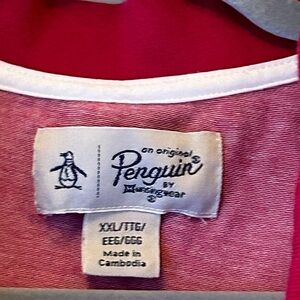 an original
Penguin®
BY
Munsingwear
®
XXL/TTG/
EEG/GGG
Made in
Cambodia